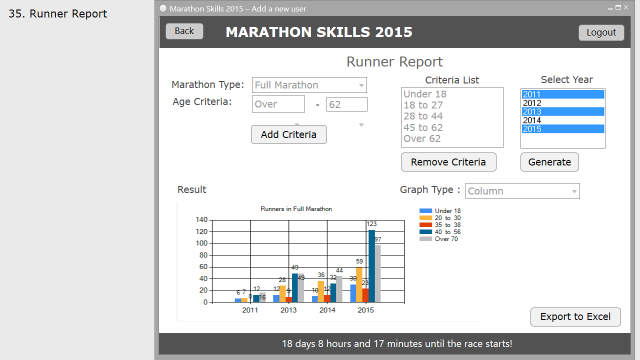 35. Runner Report
Marathon Skills 2015 – Add a new user
Back
MARATHON SKILLS 2015
Logout
Runner Report
Marathon Type:
Full Marathon
Age Criteria:
Over
-
62
Add Criteria
Criteria List
Under 18
18 to 27
28 to 44
45 to 62
Over 62
Remove Criteria
Select Year
2011
2012
2013
2014
2015
Generate
Result
Graph Type :
Column
Runners in Full Marathon
140
120
100
80
60
40
20
0
6 7 12
12 28 49
10 36 12 32 44
30 59 123 97
2011 2013 2014 2015
Under 18
20 to 30
35 to 38
40 to 56
Over 70
Export to Excel
18 days 8 hours and 17 minutes until the race starts!